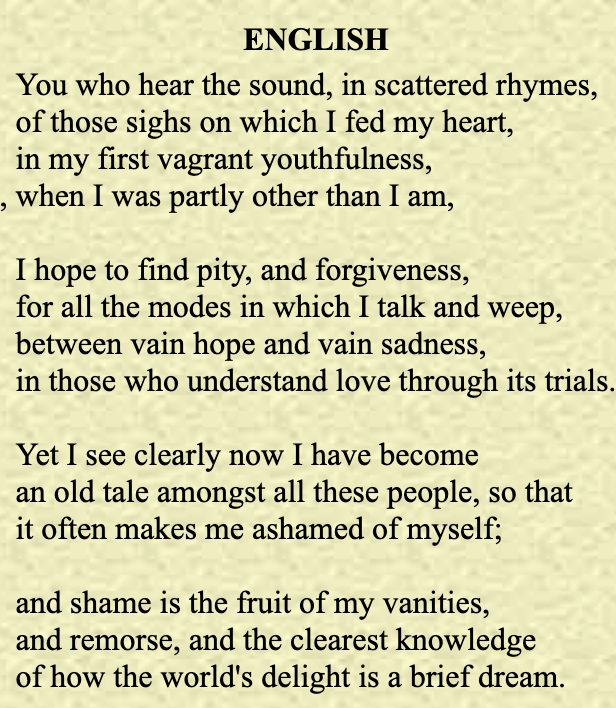 ENGLISH
You who hear the sound, in scattered rhymes,
of those sighs on which I fed my heart,
in my first vagrant youthfulness,
, when I was partly other than I am,
I hope to find pity, and forgiveness,
for all the modes in which I talk and weep,
between vain hope and vain sadness,
in those who understand love through its trials.
Yet I see clearly now I have become
an old tale amongst all these people, so that
it often makes me ashamed of myself;
and shame is the fruit of my vanities,
and remorse, and the clearest knowledge
of how the world's delight is a brief dream.